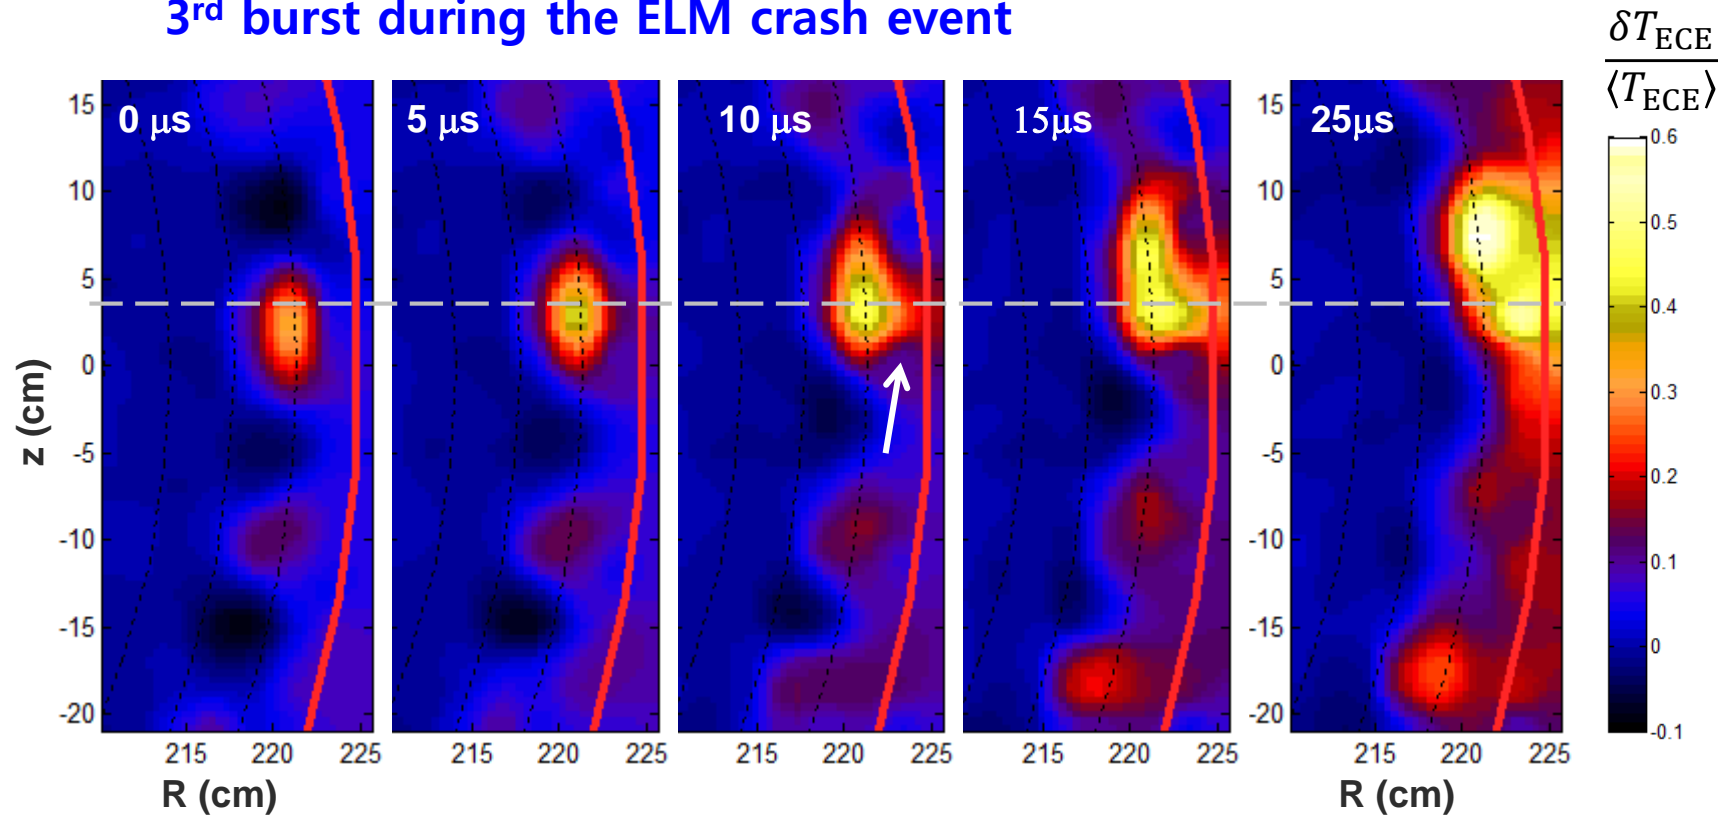 3rd burst during the ELM crash event
δT_ECE
⟨T_ECE⟩
0 μs
5 μs
10 μs
15μs
25μs
15
10
5
0
-5
-10
-15
-20
z (cm)
215 220 225
215 220 225
215 220 225
215 220 225
15
10
5
0
-5
-10
-15
-20
215 220 225
R (cm)
R (cm)
0.6
0.5
0.4
0.3
0.2
0.1
0
-0.1